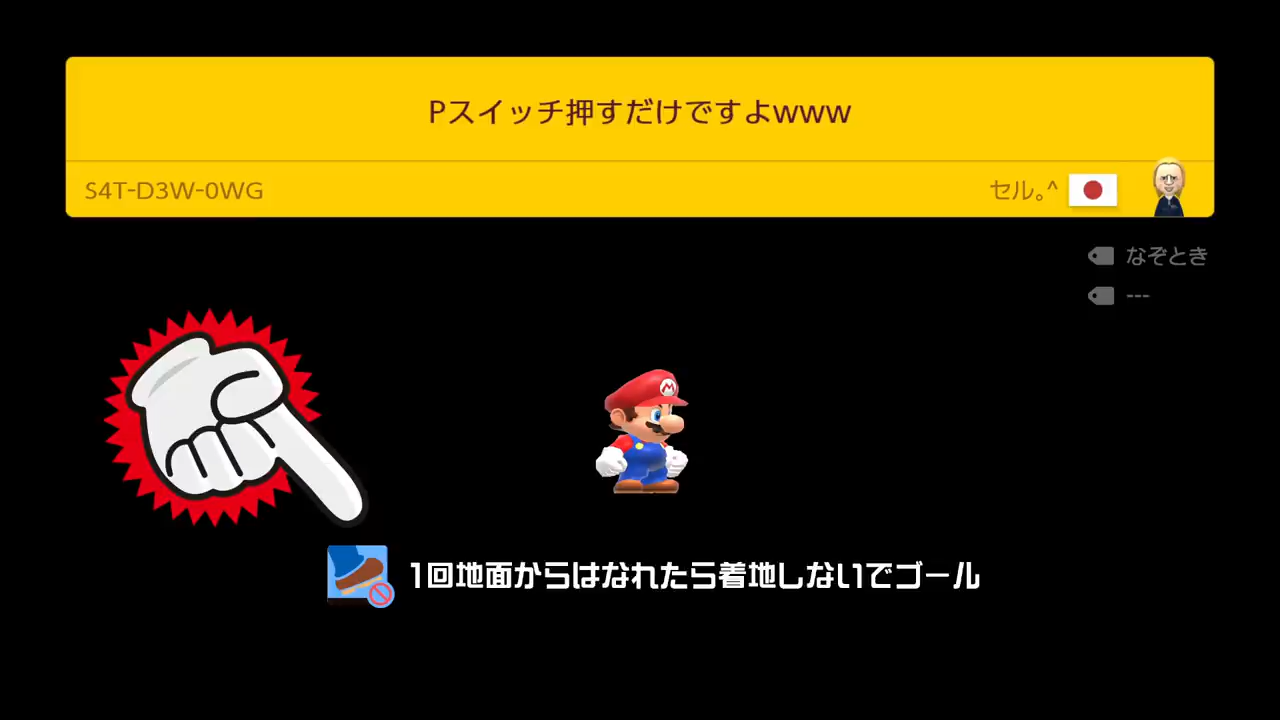 Pスイッチ押すだけですよwww
S4T-D3W-0WG
セル。^
なぞとき
---
1回地面からはなれたら着地しないでゴール